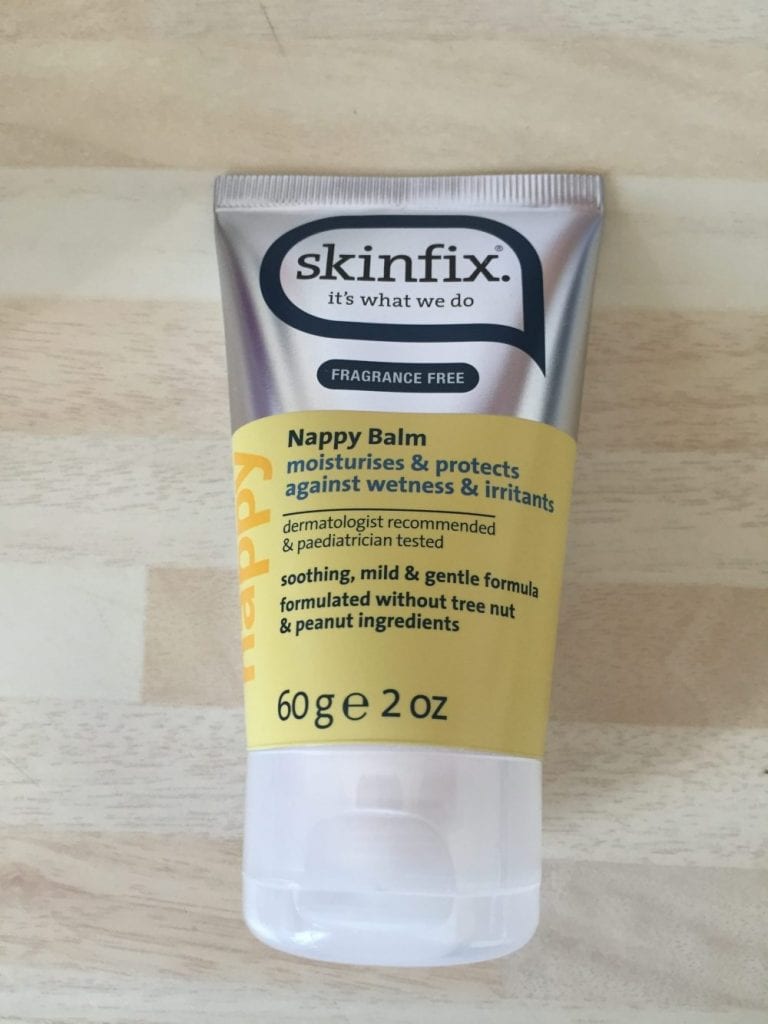 skinfix.®
it's what we do
FRAGRANCE FREE
nappy
Nappy Balm
moisturises & protects
against wetness & irritants
dermatologist recommended
& paediatrician tested
soothing, mild & gentle formula
formulated without tree nut
& peanut ingredients
60 g ℮ 2 oz